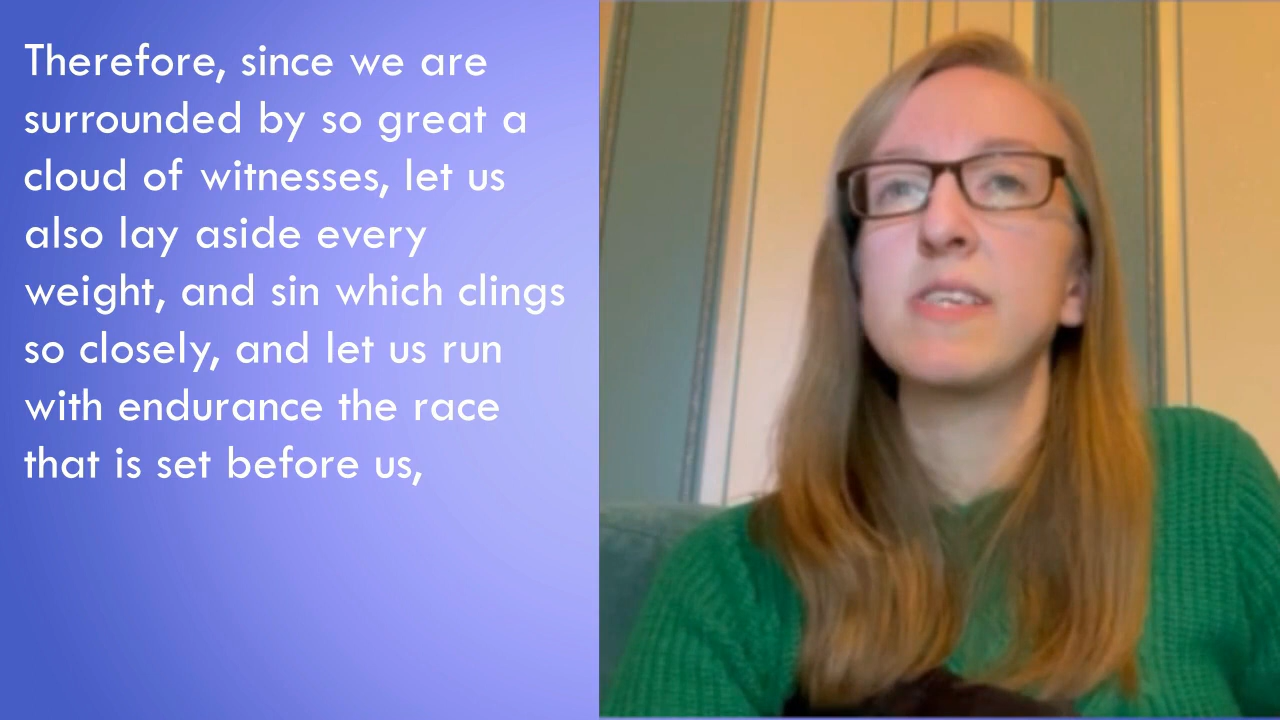 Therefore, since we are
surrounded by so great a
cloud of witnesses, let us
also lay aside every
weight, and sin which clings
so closely, and let us run
with endurance the race
that is set before us,